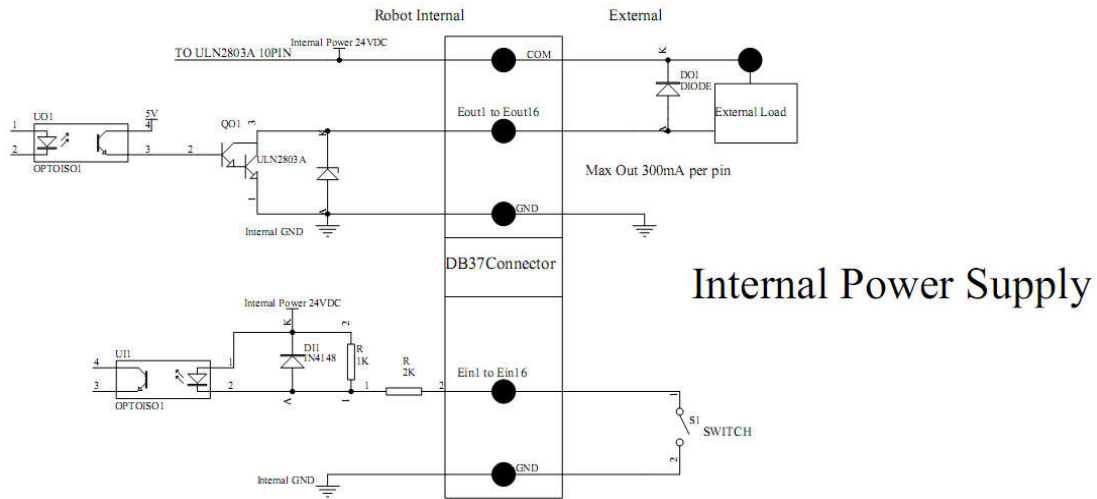 Robot Internal
External
Internal Power 24VDC
TO ULN2803A 10PIN
COM
K
DO1
DIODE
External Load
A
Eout1 to Eout16
UO1
5V
1
4
QO1
3
K
2
3
2
ULN2803A
OPTOISO1
1
A
Max Out 300mA per pin
GND
Internal GND
DB37Connector
Internal Power Supply
Internal Power 24VDC
K
2
UI1
4
1
DI1
1N4148
R
1K
R
2K
Ein1 to Ein16
3
2
1
2
A
1
OPTOISO1
1
S1
SWITCH
2
GND
Internal GND